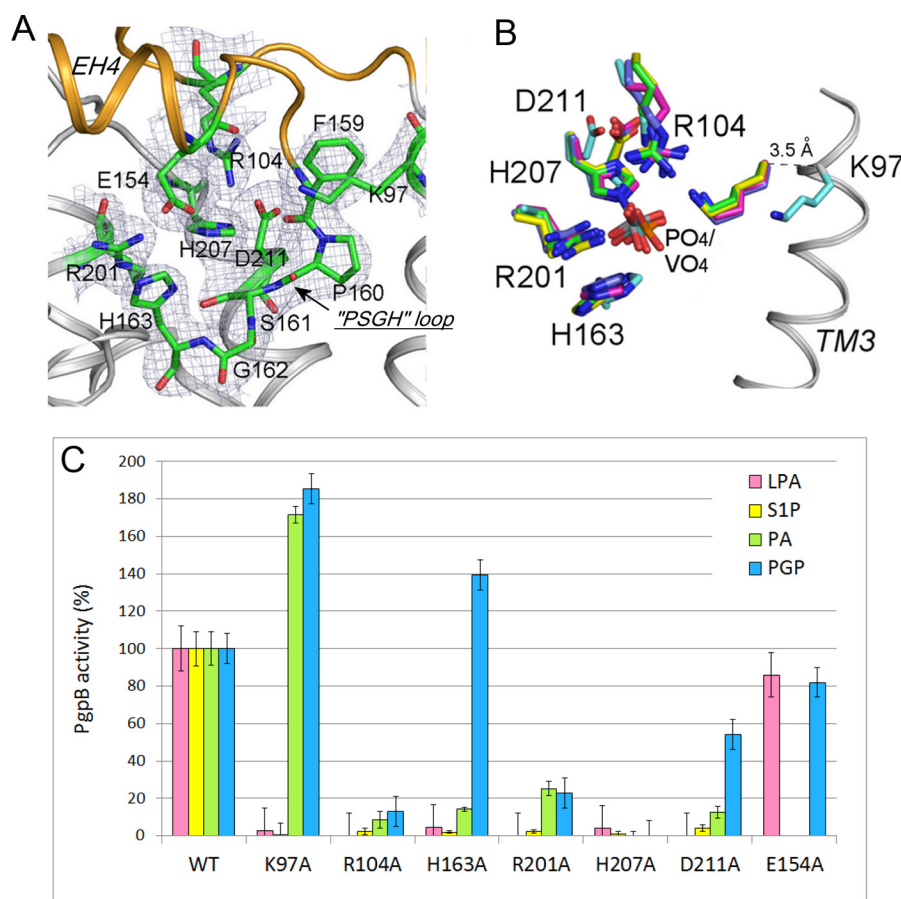 A
EH4
F159
R104
E154
K97
H207
D211
R201
P160
H163
S161
"PSGH" loop
G162
B
D211
R104
3.5 Å
K97
H207
PO4/
VO4
R201
H163
TM3
C
PgpB activity (%)
200
180
160
140
120
100
80
60
40
20
0
LPA
S1P
PA
PGP
WT K97A R104A H163A R201A H207A D211A E154A